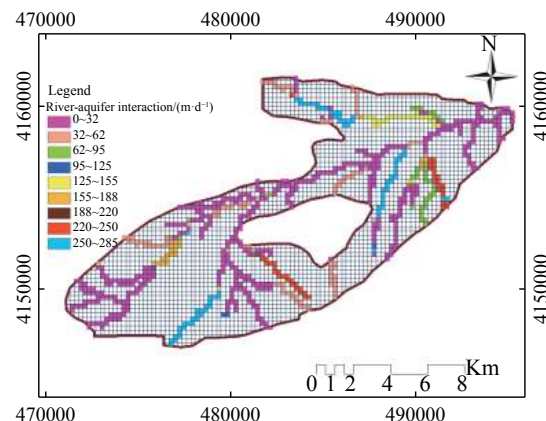 470000 480000 490000
N
4160000 4160000
Legend
River-aquifer interaction/(m·d⁻¹)
0~32
32~62
62~95
95~125
125~155
155~188
188~220
220~250
250~285
4150000 4150000
Km
0 1 2 4 6 8
470000 480000 490000